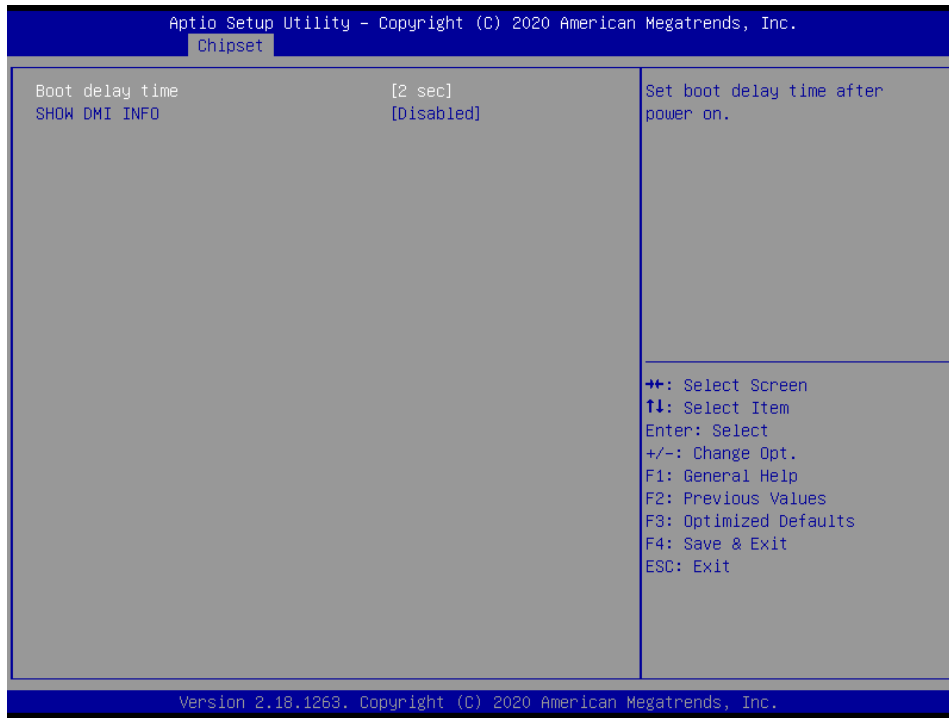 Aptio Setup Utility – Copyright (C) 2020 American Megatrends, Inc.
Chipset
Boot delay time [2 sec]
SHOW DMI INFO [Disabled]
Set boot delay time after
power on.
→←: Select Screen
↑↓: Select Item
Enter: Select
+/-: Change Opt.
F1: General Help
F2: Previous Values
F3: Optimized Defaults
F4: Save & Exit
ESC: Exit
Version 2.18.1263. Copyright (C) 2020 American Megatrends, Inc.